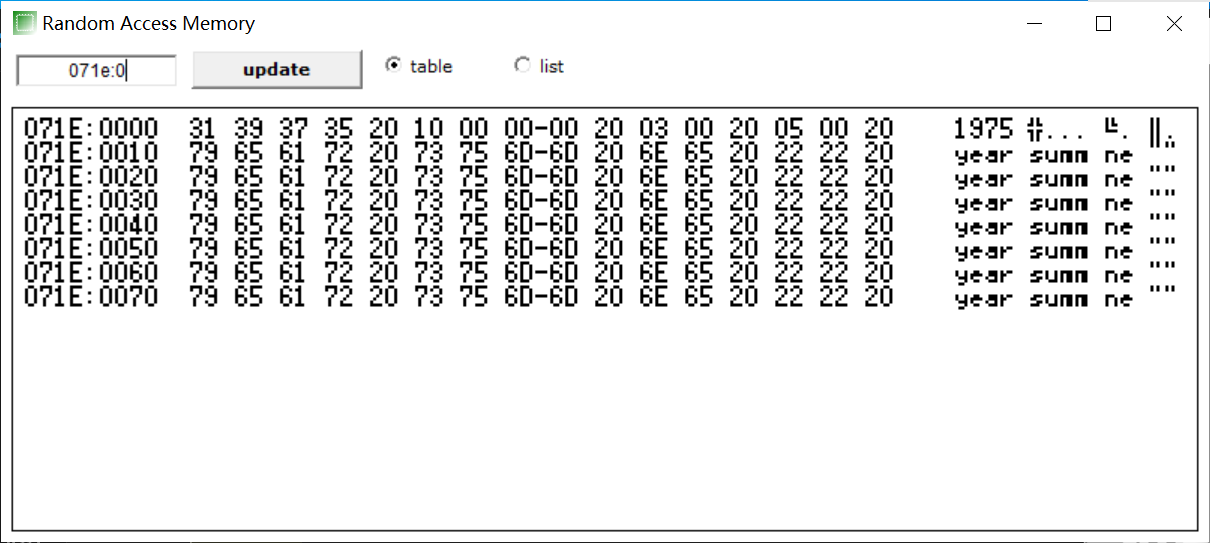 Random Access Memory
071e:0 update table list
071E:0000 31 39 37 35 20 10 00 00-00 20 03 00 20 05 00 20 1975 ╬... ╚. ║.
071E:0010 79 65 61 72 20 73 75 6D-6D 20 6E 65 20 22 22 20 year summ ne ""
071E:0020 79 65 61 72 20 73 75 6D-6D 20 6E 65 20 22 22 20 year summ ne ""
071E:0030 79 65 61 72 20 73 75 6D-6D 20 6E 65 20 22 22 20 year summ ne ""
071E:0040 79 65 61 72 20 73 75 6D-6D 20 6E 65 20 22 22 20 year summ ne ""
071E:0050 79 65 61 72 20 73 75 6D-6D 20 6E 65 20 22 22 20 year summ ne ""
071E:0060 79 65 61 72 20 73 75 6D-6D 20 6E 65 20 22 22 20 year summ ne ""
071E:0070 79 65 61 72 20 73 75 6D-6D 20 6E 65 20 22 22 20 year summ ne ""